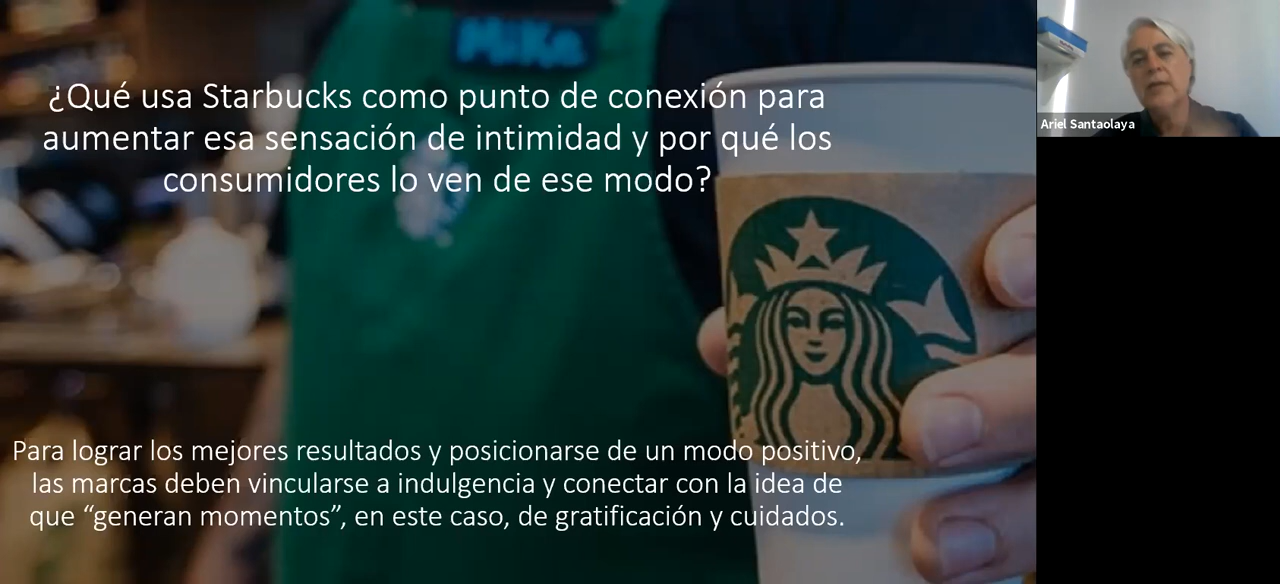 Mike
¿Qué usa Starbucks como punto de conexión para
aumentar esa sensación de intimidad y por qué los
consumidores lo ven de ese modo?
Para lograr los mejores resultados y posicionarse de un modo positivo,
las marcas deben vincularse a indulgencia y conectar con la idea de
que “generan momentos”, en este caso, de gratificación y cuidados.
Ariel Santaolaya